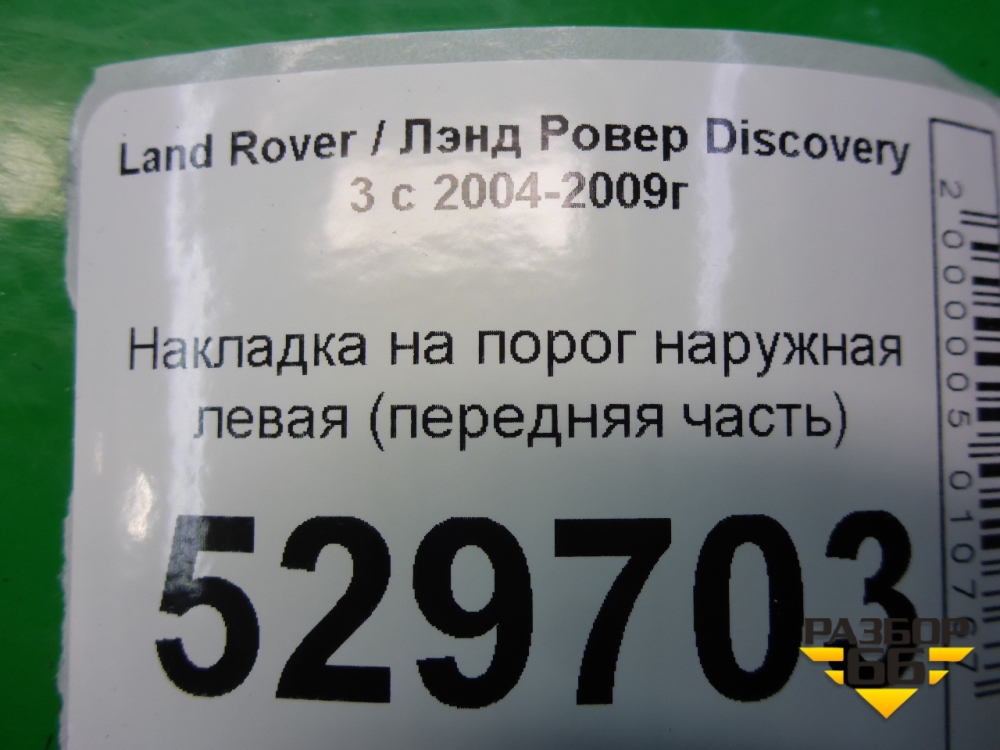 Land Rover / Лэнд Ровер Discovery
3 с 2004-2009г
Накладка на порог наружная
левая (передняя часть)
529703
2000005010767
РАЗБОР
66